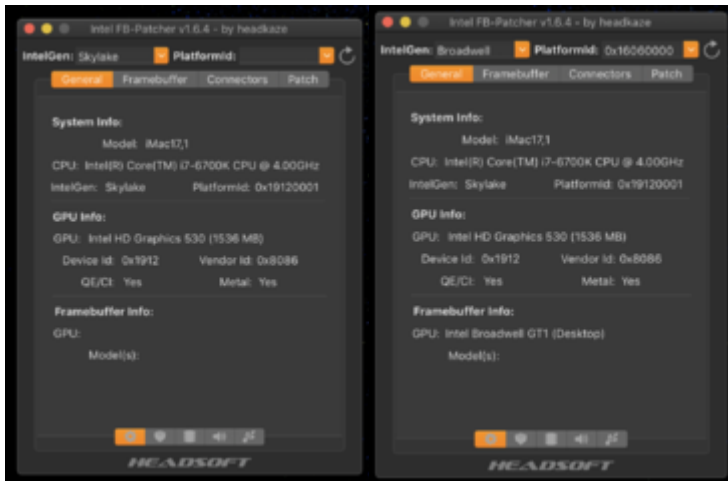 Intel FB-Patcher v1.6.4 - by headkaze
IntelGen: Skylake PlatformId:
General Framebuffer Connectors Patch
System Info:
Model: iMac17,1
CPU: Intel(R) Core(TM) i7-6700K CPU @ 4.00GHz
IntelGen: Skylake PlatformId: 0x19120001
GPU Info:
GPU: Intel HD Graphics 530 (1536 MB)
Device Id: 0x1912 Vendor Id: 0x8086
QE/CI: Yes Metal: Yes
Framebuffer Info:
GPU:
Model(s):
HEADSOFT
Intel FB-Patcher v1.6.4 - by headkaze
IntelGen: Broadwell PlatformId: 0x16060000
General Framebuffer Connectors Patch
System Info:
Model: iMac17,1
CPU: Intel(R) Core(TM) i7-6700K CPU @ 4.00GHz
IntelGen: Skylake PlatformId: 0x19120001
GPU Info:
GPU: Intel HD Graphics 530 (1536 MB)
Device Id: 0x1912 Vendor Id: 0x8086
QE/CI: Yes Metal: Yes
Framebuffer Info:
GPU: Intel Broadwell GT1 (Desktop)
Model(s):
HEADSOFT